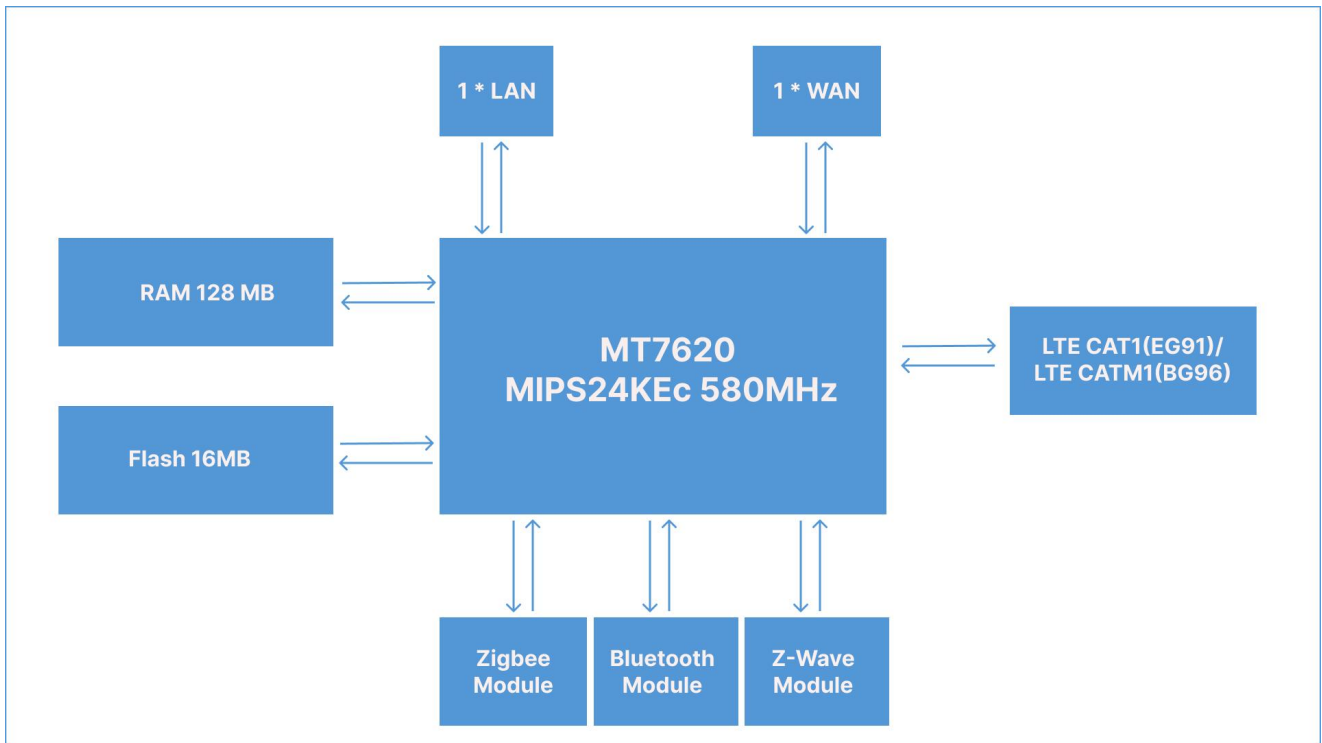 1 * LAN
1 * WAN
RAM 128 MB
MT7620
MIPS24KEc 580MHz
LTE CAT1(EG91)/
LTE CATM1(BG96)
Flash 16MB
Zigbee
Module
Bluetooth
Module
Z-Wave
Module